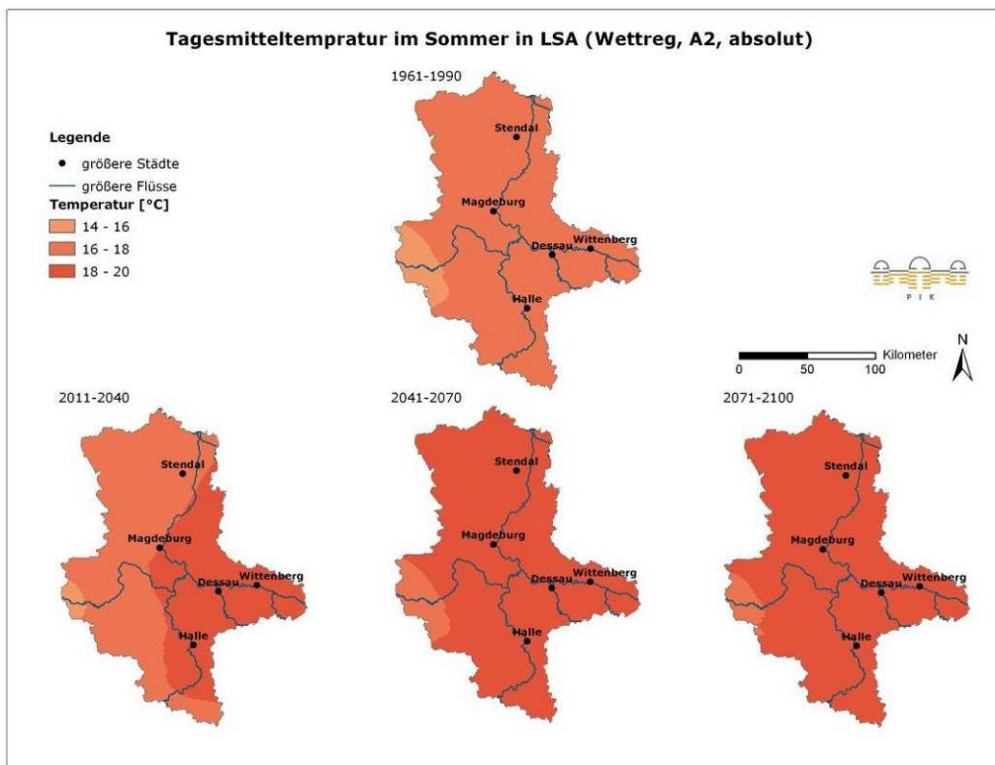 Tagesmitteltempratur im Sommer in LSA (Wettreg, A2, absolut)
1961-1990
Legende
größere Städte
größere Flüsse
Temperatur [°C]
14 - 16
16 - 18
18 - 20
Stendal
Magdeburg
Dessau
Wittenberg
Halle
P I K
N
Kilometer
0 50 100
2011-2040
Stendal
Magdeburg
Dessau
Wittenberg
Halle
2041-2070
Stendal
Magdeburg
Dessau
Wittenberg
Halle
2071-2100
Stendal
Magdeburg
Dessau
Wittenberg
Halle